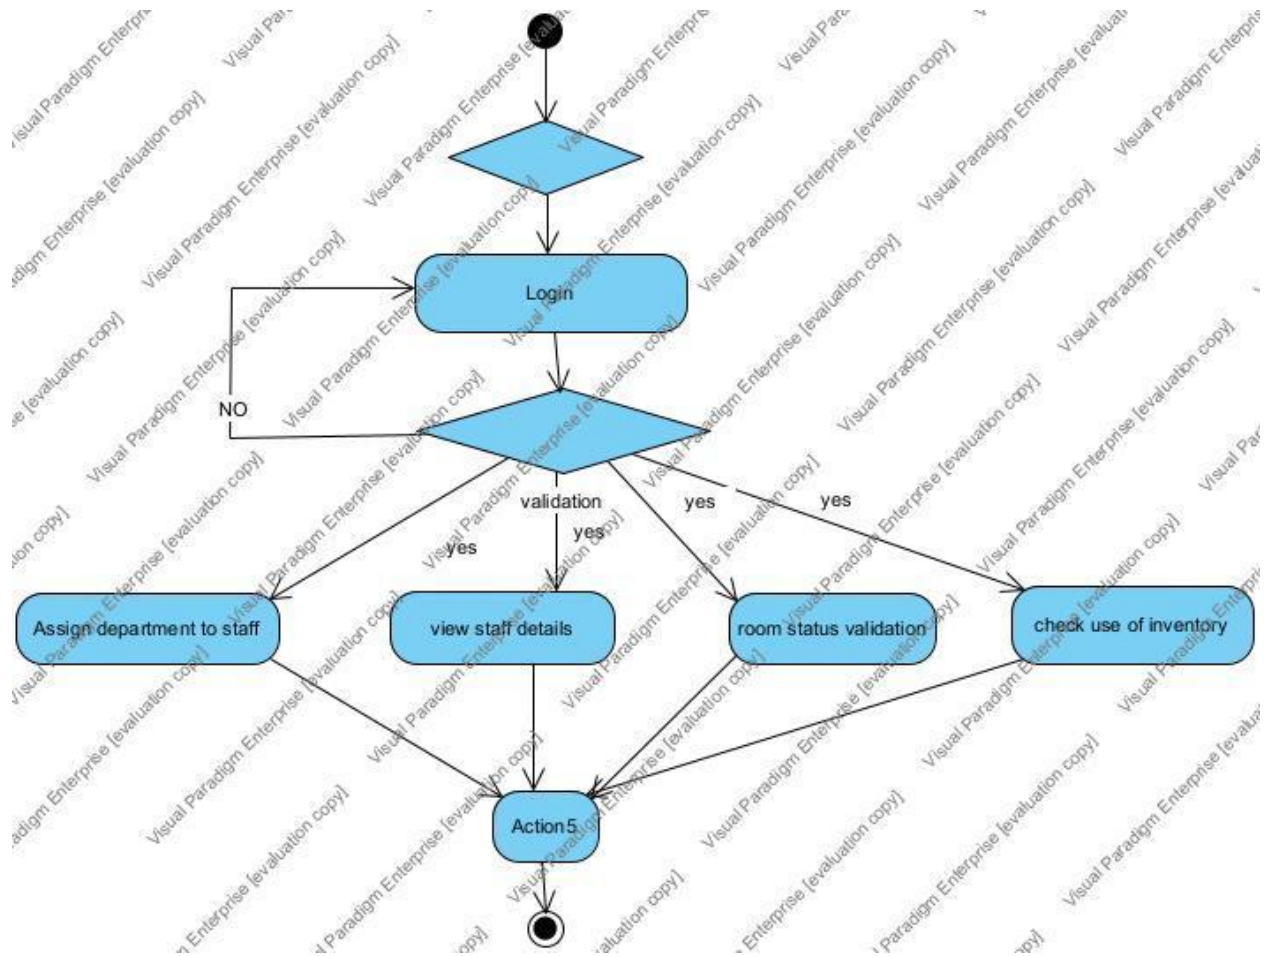 Visual Paradigm Enterprise [evaluation copy]
Login
NO
validation
yes
yes
yes
yes
Assign department to staff
view staff details
room status validation
check use of inventory
Action5